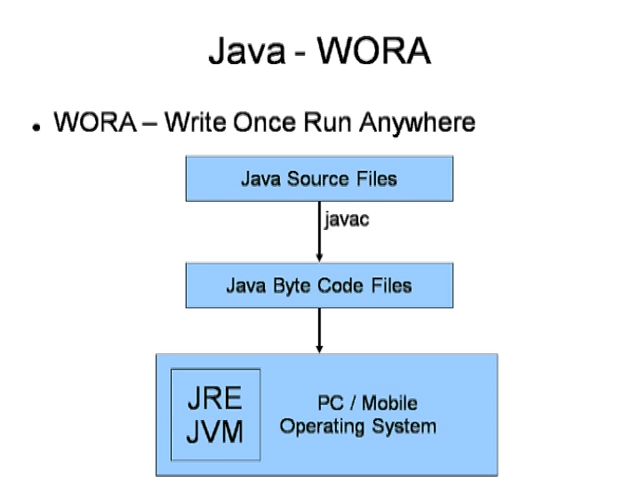 Java - WORA
• WORA – Write Once Run Anywhere
Java Source Files
javac
Java Byte Code Files
JRE
JVM
PC / Mobile
Operating System